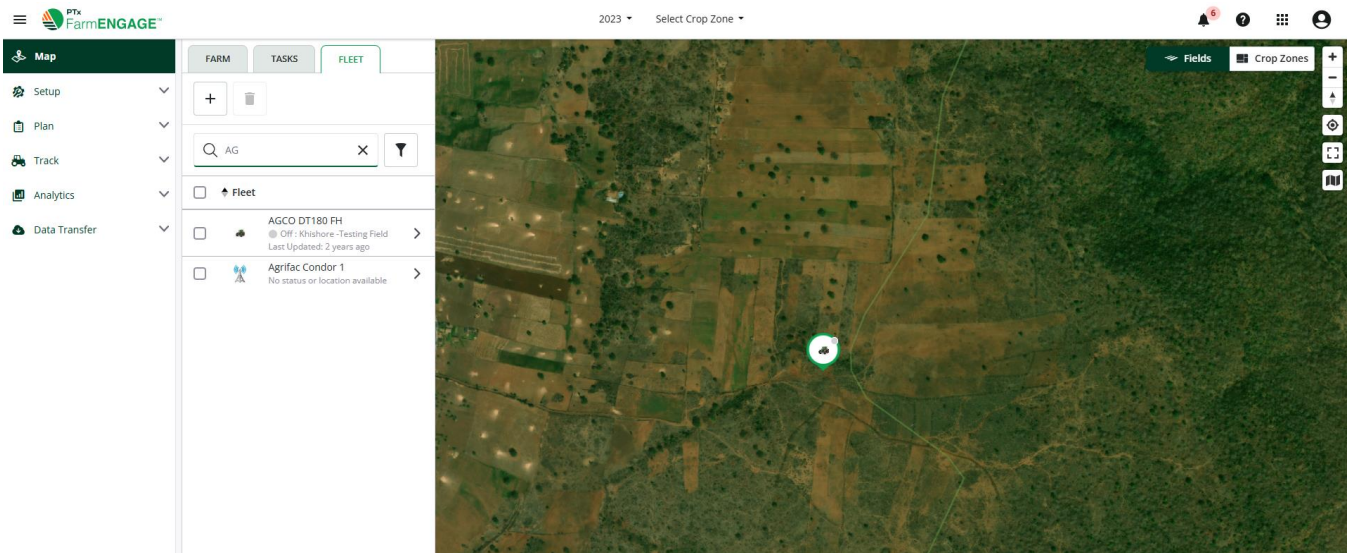 PTx
FarmENGAGE™
2023
Select Crop Zone
6
Map
Setup
Plan
Track
Analytics
Data Transfer
FARM
TASKS
FLEET
AG
Fleet
AGCO DT180 FH
Off : Khishore -Testing Field
Last Updated: 2 years ago
Agrifac Condor 1
No status or location available
Fields
Crop Zones